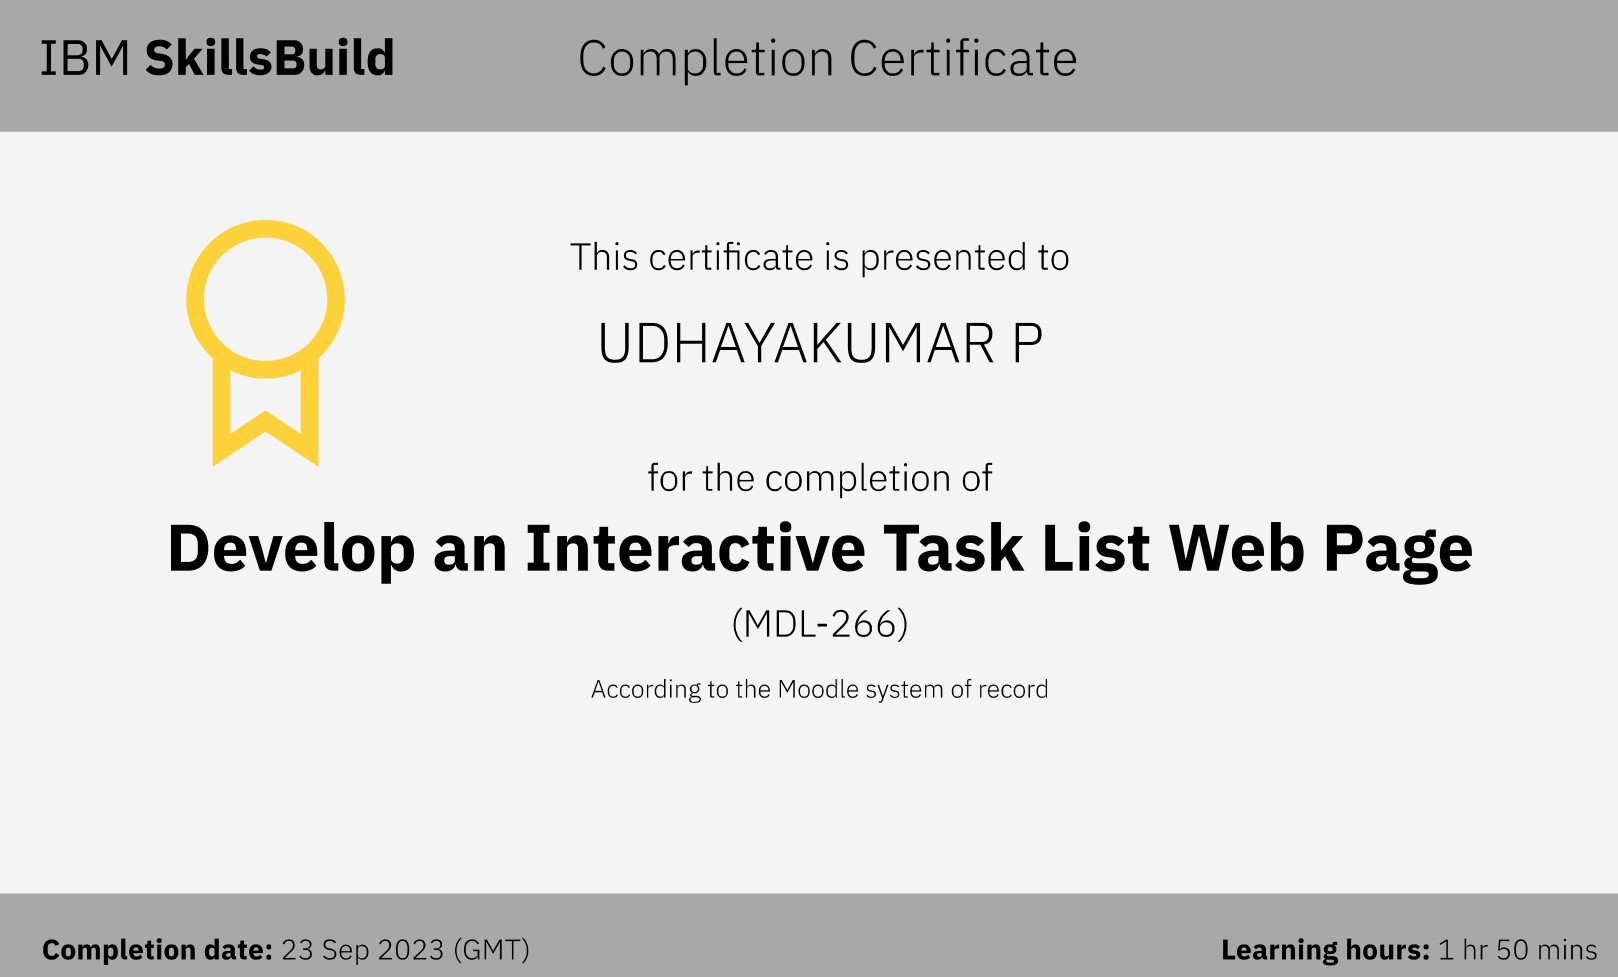 IBM SkillsBuild
Completion Certificate
This certificate is presented to
UDHAYAKUMAR P
for the completion of
Develop an Interactive Task List Web Page
(MDL-266)
According to the Moodle system of record
Completion date: 23 Sep 2023 (GMT)
Learning hours: 1 hr 50 mins